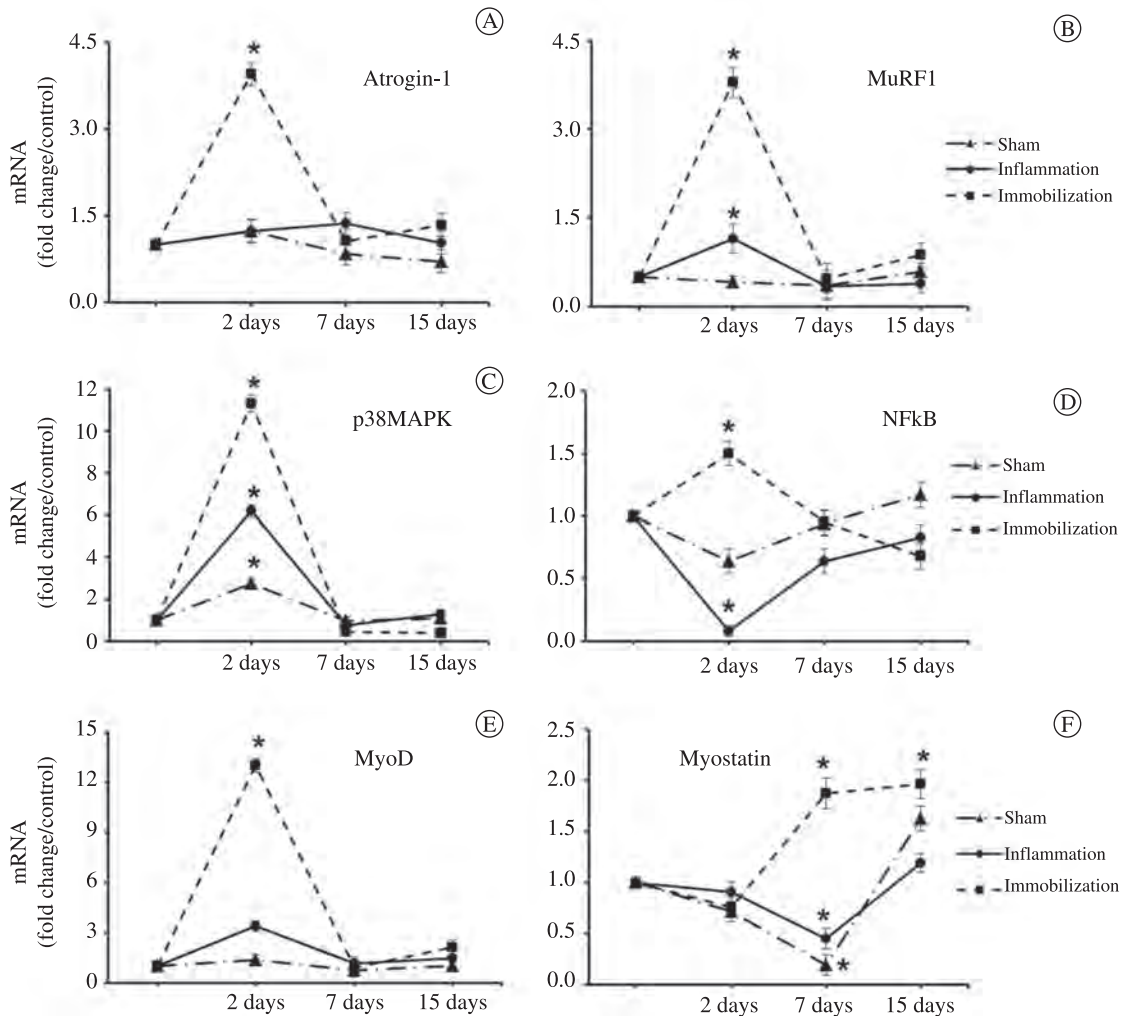 Ⓐ
Atrogin-1
mRNA
(fold change/control)
4.5
3.0
1.5
0.0
*
2 days 7 days 15 days
Ⓑ
MuRF1
4.5
3.0
1.5
0.0
*
*
2 days 7 days 15 days
Sham
Inflammation
Immobilization
Ⓒ
p38MAPK
mRNA
(fold change/control)
12
10
8
6
4
2
0
*
*
*
2 days 7 days 15 days
Ⓓ
NFkB
2.0
1.5
1.0
0.5
0.0
*
*
2 days 7 days 15 days
Sham
Inflammation
Immobilization
Ⓔ
MyoD
mRNA
(fold change/control)
15
12
9
6
3
0
*
2 days 7 days 15 days
Ⓕ
Myostatin
2.5
2.0
1.5
1.0
0.5
0.0
* *
*
*
2 days 7 days 15 days
Sham
Inflammation
Immobilization